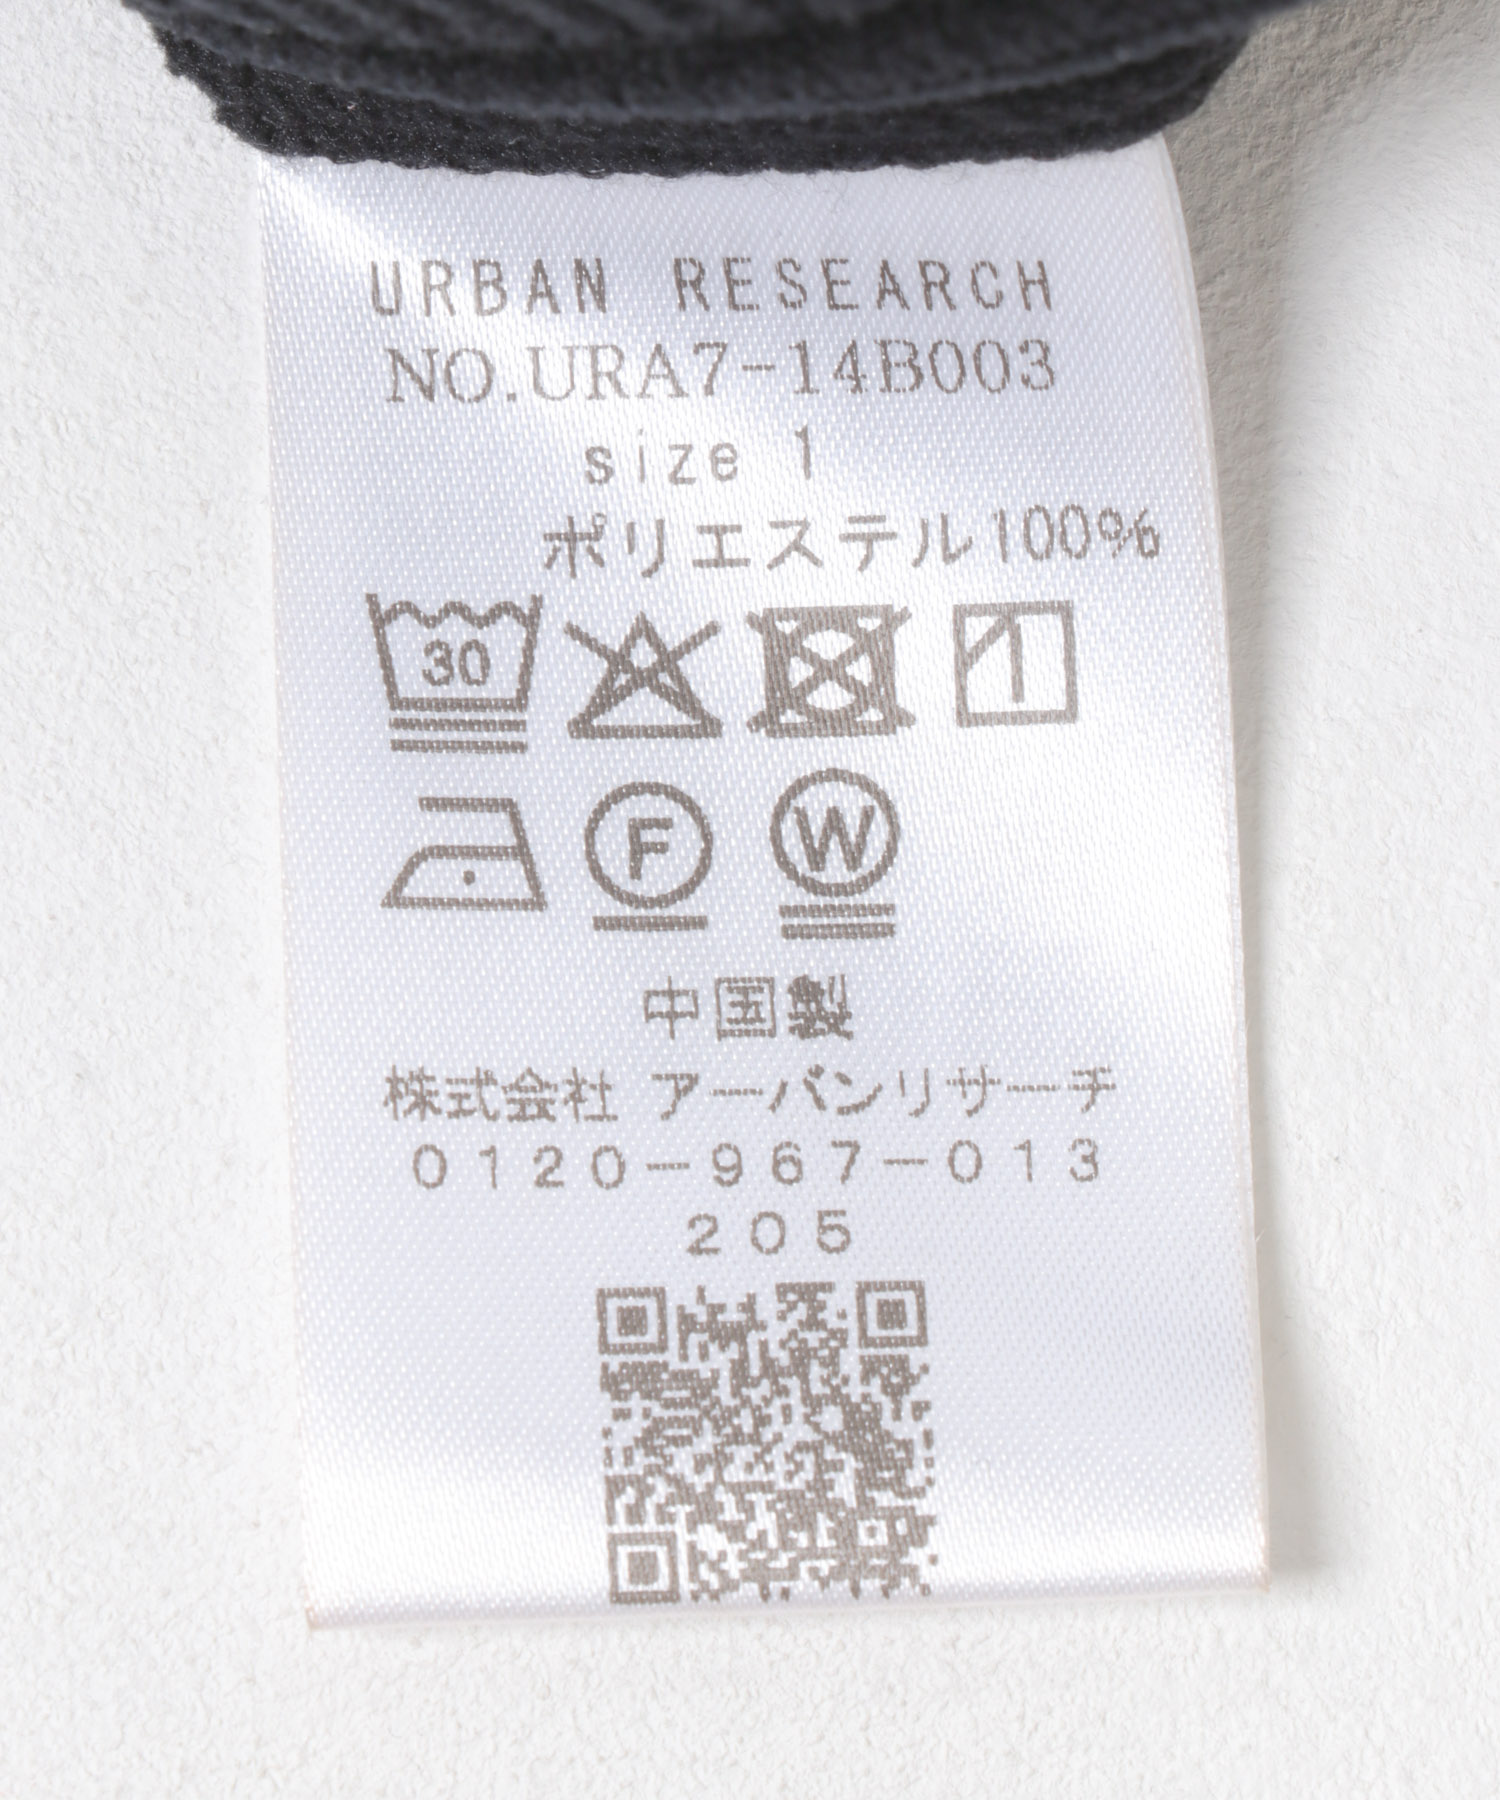 URBAN RESEARCH
NO.URA7-14B003
size 1
ポリエステル100%
30
F W
中国製
株式会社 アーバンリサーチ
0120-967-013
205